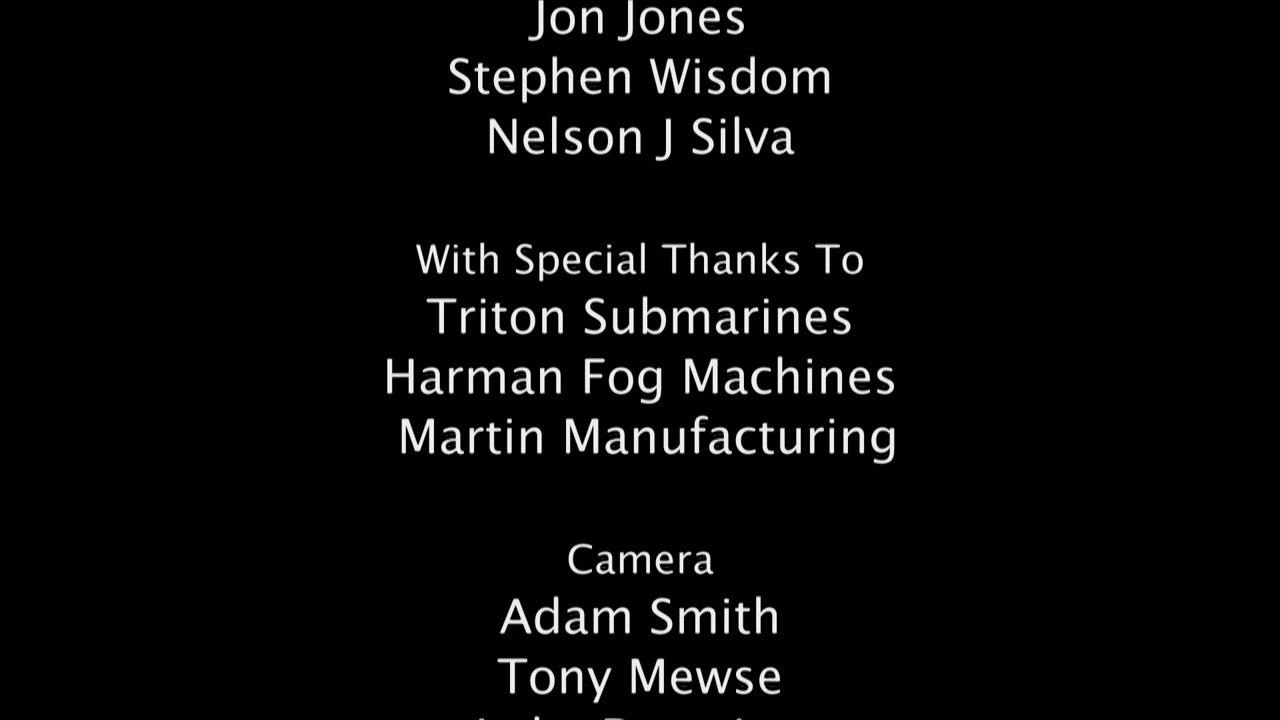 Jon Jones
Stephen Wisdom
Nelson J Silva
With Special Thanks To
Triton Submarines
Harman Fog Machines
Martin Manufacturing
Camera
Adam Smith
Tony Mewse